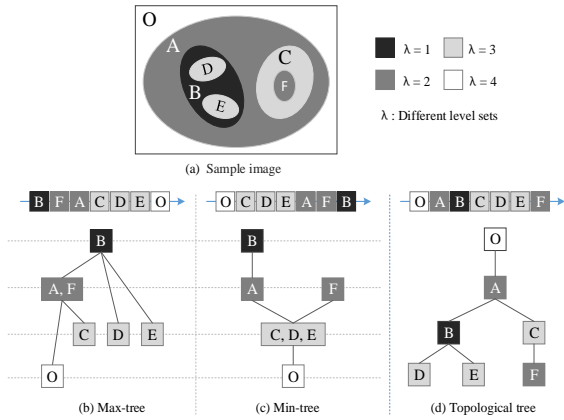 O
A
C
D
F
B
E
λ = 1
λ = 3
λ = 2
λ = 4
λ : Different level sets
(a) Sample image
B F A C D E O
O C D E A F B
O A B C D E F
B
A, F
C
D
E
O
(b) Max-tree
B
A
F
C, D, E
O
(c) Min-tree
O
A
B
C
D
E
F
(d) Topological tree